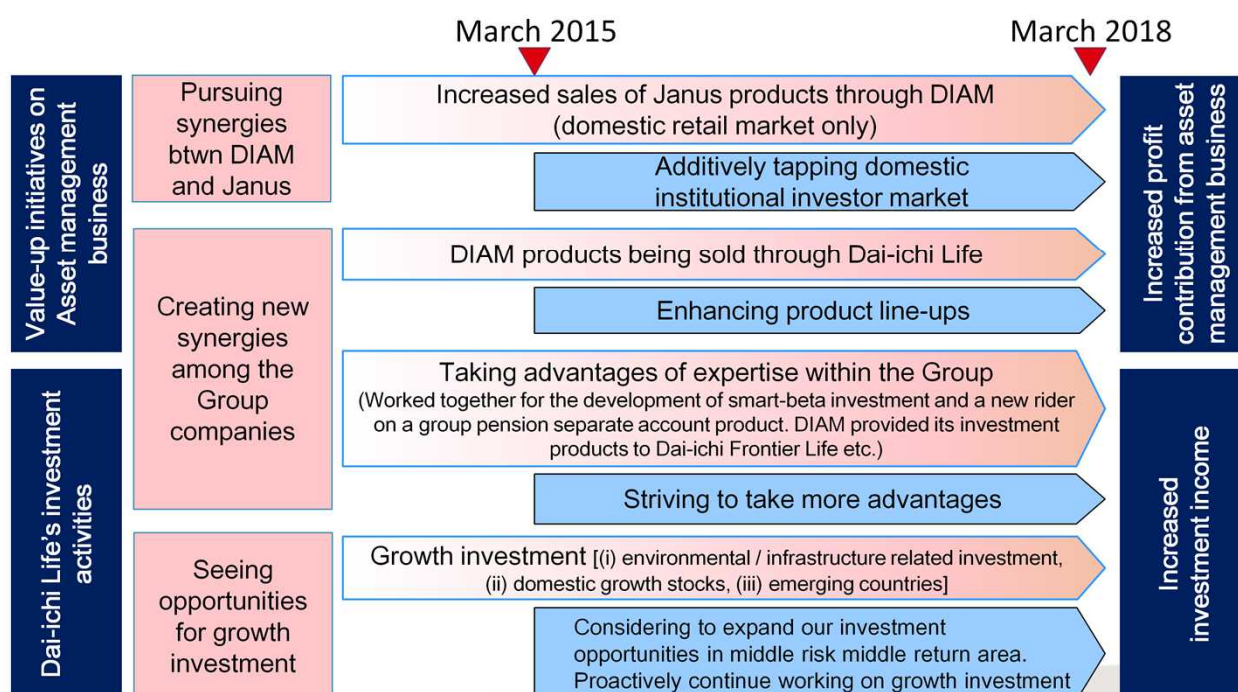 March 2015
March 2018
Value-up initiatives on
Asset management
business
Pursuing
synergies
btwn DIAM
and Janus
Increased sales of Janus products through DIAM
(domestic retail market only)
Additively tapping domestic
institutional investor market
Increased profit
contribution from asset
management business
Creating new
synergies
among the
Group
companies
DIAM products being sold through Dai-ichi Life
Enhancing product line-ups
Taking advantages of expertise within the Group
(Worked together for the development of smart-beta investment and a new rider
on a group pension separate account product. DIAM provided its investment
products to Dai-ichi Frontier Life etc.)
Striving to take more advantages
Dai-ichi Life's investment
activities
Seeing
opportunities
for growth
investment
Growth investment [(i) environmental / infrastructure related investment,
(ii) domestic growth stocks, (iii) emerging countries]
Considering to expand our investment
opportunities in middle risk middle return area.
Proactively continue working on growth investment
Increased
investment income